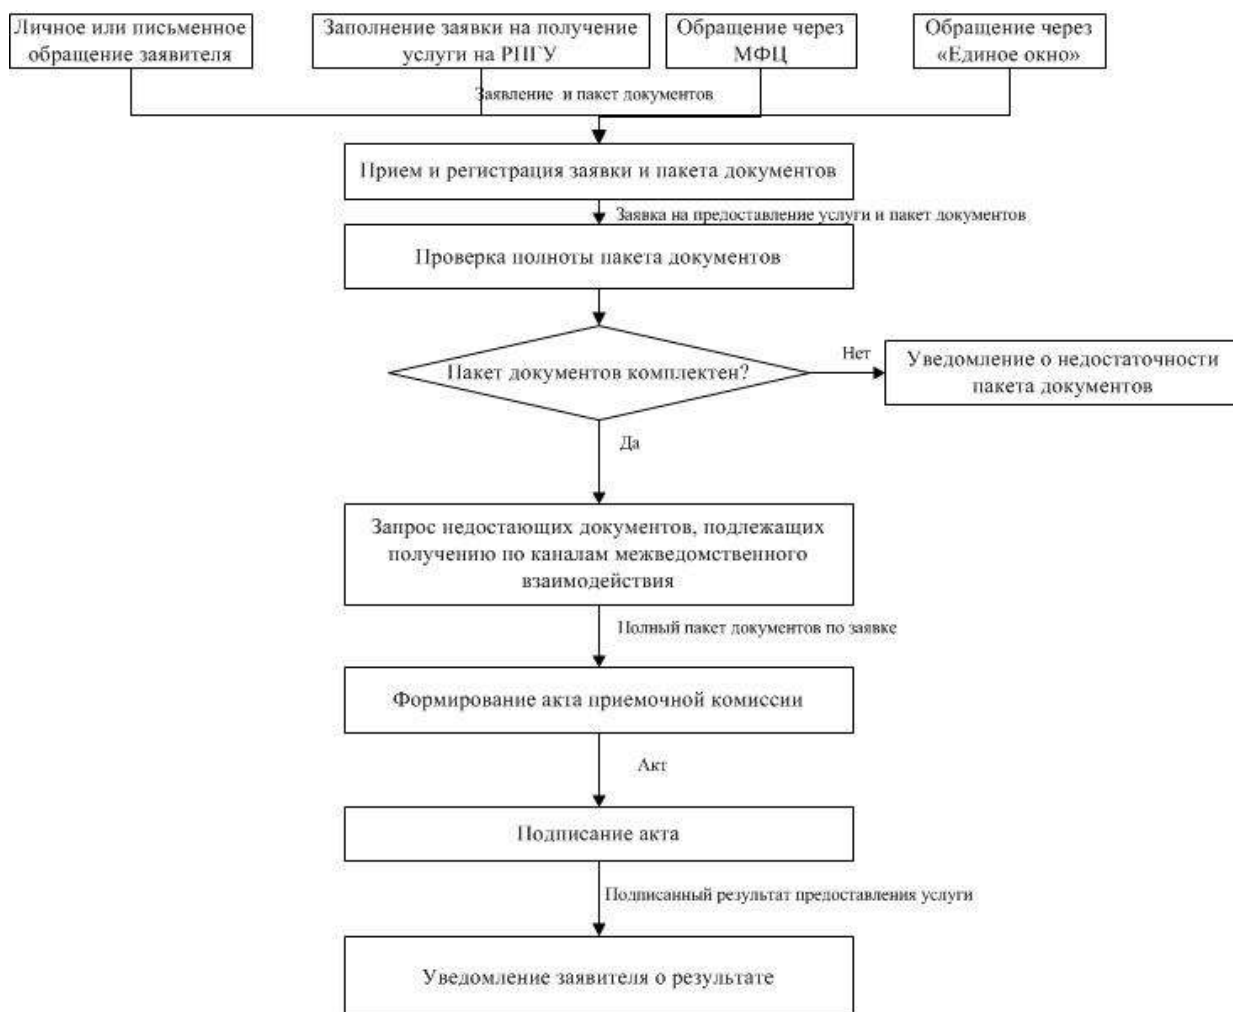 Личное или письменное
обращение заявителя
Заполнение заявки на получение
услуги на РПГУ
Обращение через
МФЦ
Обращение через
«Единое окно»
Заявление и пакет документов
Прием и регистрация заявки и пакета документов
Заявка на предоставление услуги и пакет документов
Проверка полноты пакета документов
Пакет документов комплектен?
Нет
Уведомление о недостаточности
пакета документов
Да
Запрос недостающих документов, подлежащих
получению по каналам межведомственного
взаимодействия
Полный пакет документов по заявке
Формирование акта приемочной комиссии
Акт
Подписание акта
Подписанный результат предоставления услуги
Уведомление заявителя о результате